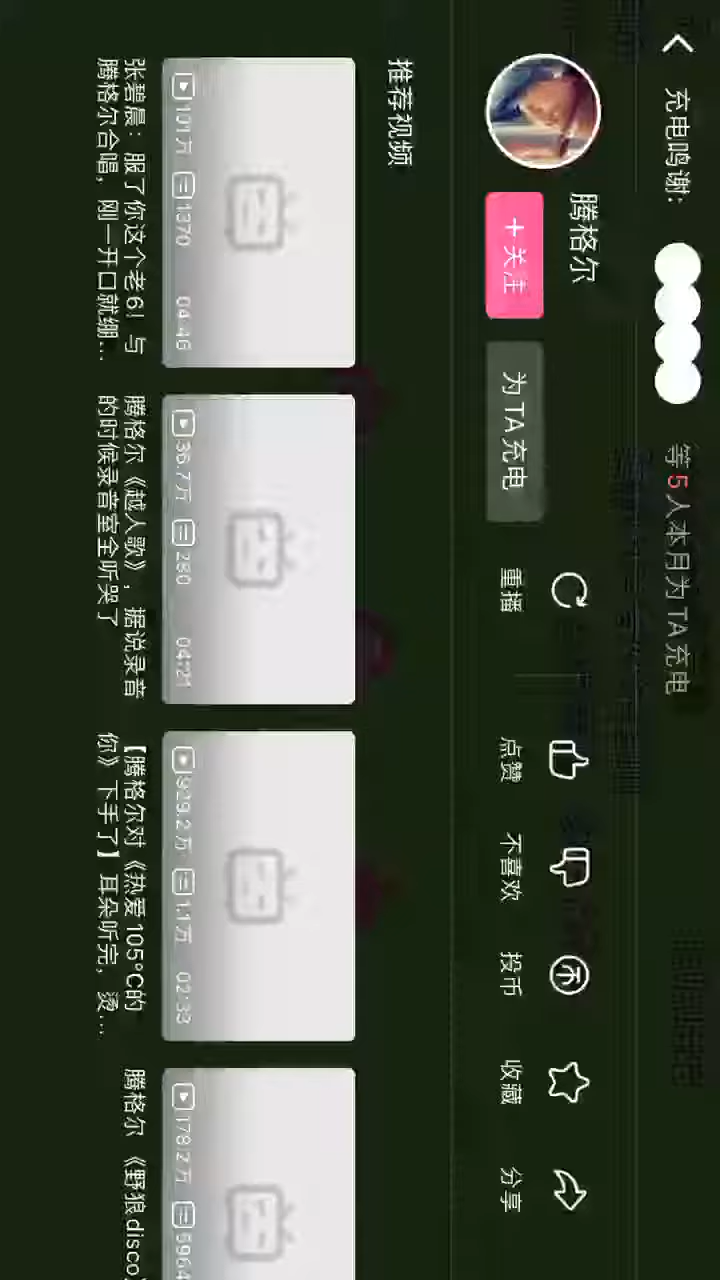 充电鸣谢：
等5人本月为TA充电
腾格尔
+ 关注
为TA充电
重播
点赞
不喜欢
投币
收藏
分享
推荐视频
101万 1370 04:46
张碧晨：服了你这个老6！与
腾格尔合唱，刚一开口就绷...
36.7万 280 04:21
腾格尔《越人歌》，据说录音
的时候录音室全听哭了
929.2万 1.1万 02:33
【腾格尔对《热爱105°C的
你》下手了】耳朵听完，烫...
178.2万 5964
腾格尔 《野狼disco》